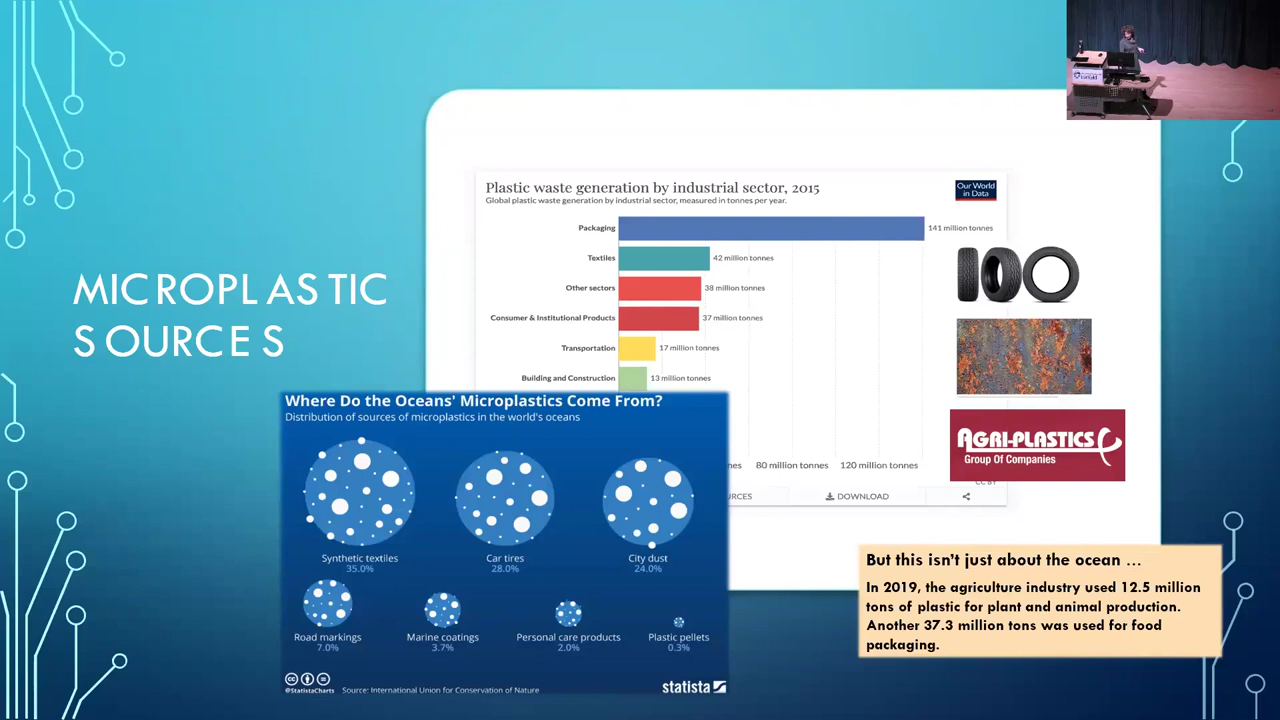 MICROPLASTIC
SOURCES
Plastic waste generation by industrial sector, 2015
Global plastic waste generation by industrial sector, measured in tonnes per year.
Our World
in Data
Packaging
141 million tonnes
Textiles
42 million tonnes
Other sectors
38 million tonnes
Consumer & Institutional Products
37 million tonnes
Transportation
17 million tonnes
Building and Construction
13 million tonnes
80 million tonnes
120 million tonnes
CC BY
DOWNLOAD
AGRI-PLASTICS
Group Of Companies
Where Do the Oceans' Microplastics Come From?
Distribution of sources of microplastics in the world's oceans
Synthetic textiles
35.0%
Car tires
28.0%
City dust
24.0%
Road markings
7.0%
Marine coatings
3.7%
Personal care products
2.0%
Plastic pellets
0.3%
@StatistaCharts Source: International Union for Conservation of Nature
statista
But this isn't just about the ocean ...
In 2019, the agriculture industry used 12.5 million
tons of plastic for plant and animal production.
Another 37.3 million tons was used for food
packaging.